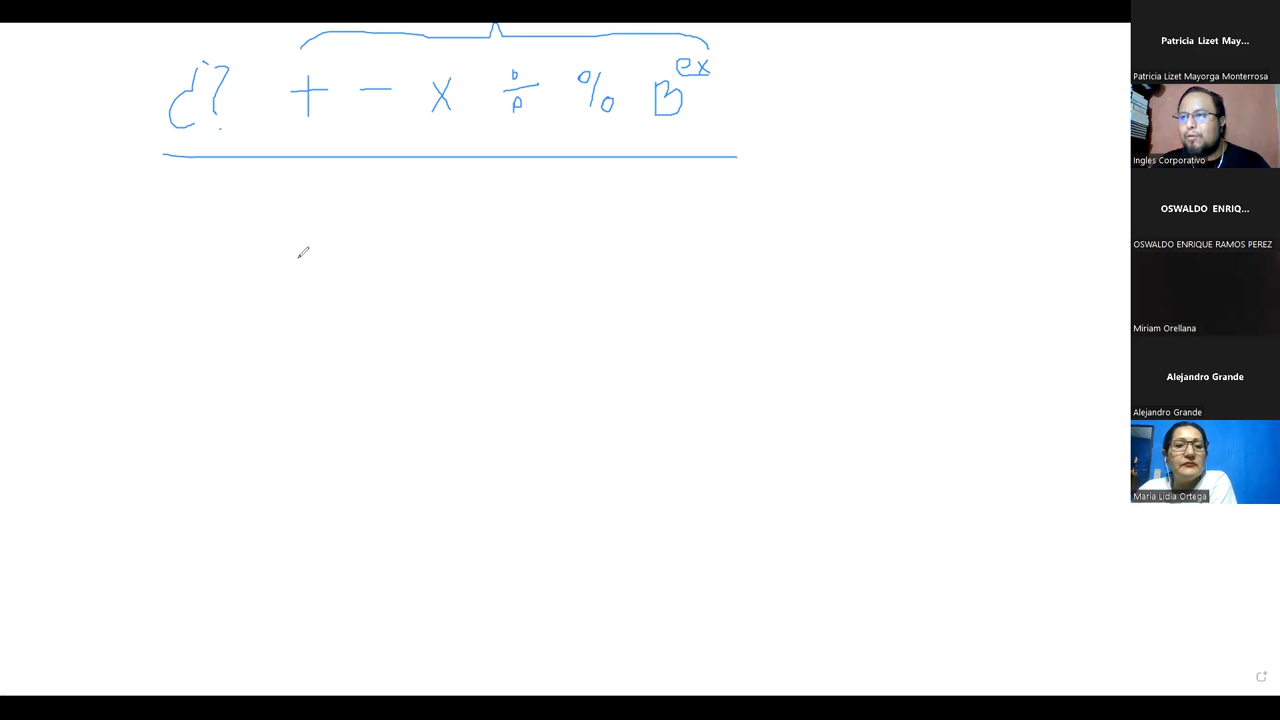 ¿? + - x ÷ % B^ex
Patricia Lizet May...
Patricia Lizet Mayorga Monterrosa
Ingles Corporativo
OSWALDO ENRIQ...
OSWALDO ENRIQUE RAMOS PEREZ
Miriam Orellana
Alejandro Grande
Alejandro Grande
Maria Lidia Ortega